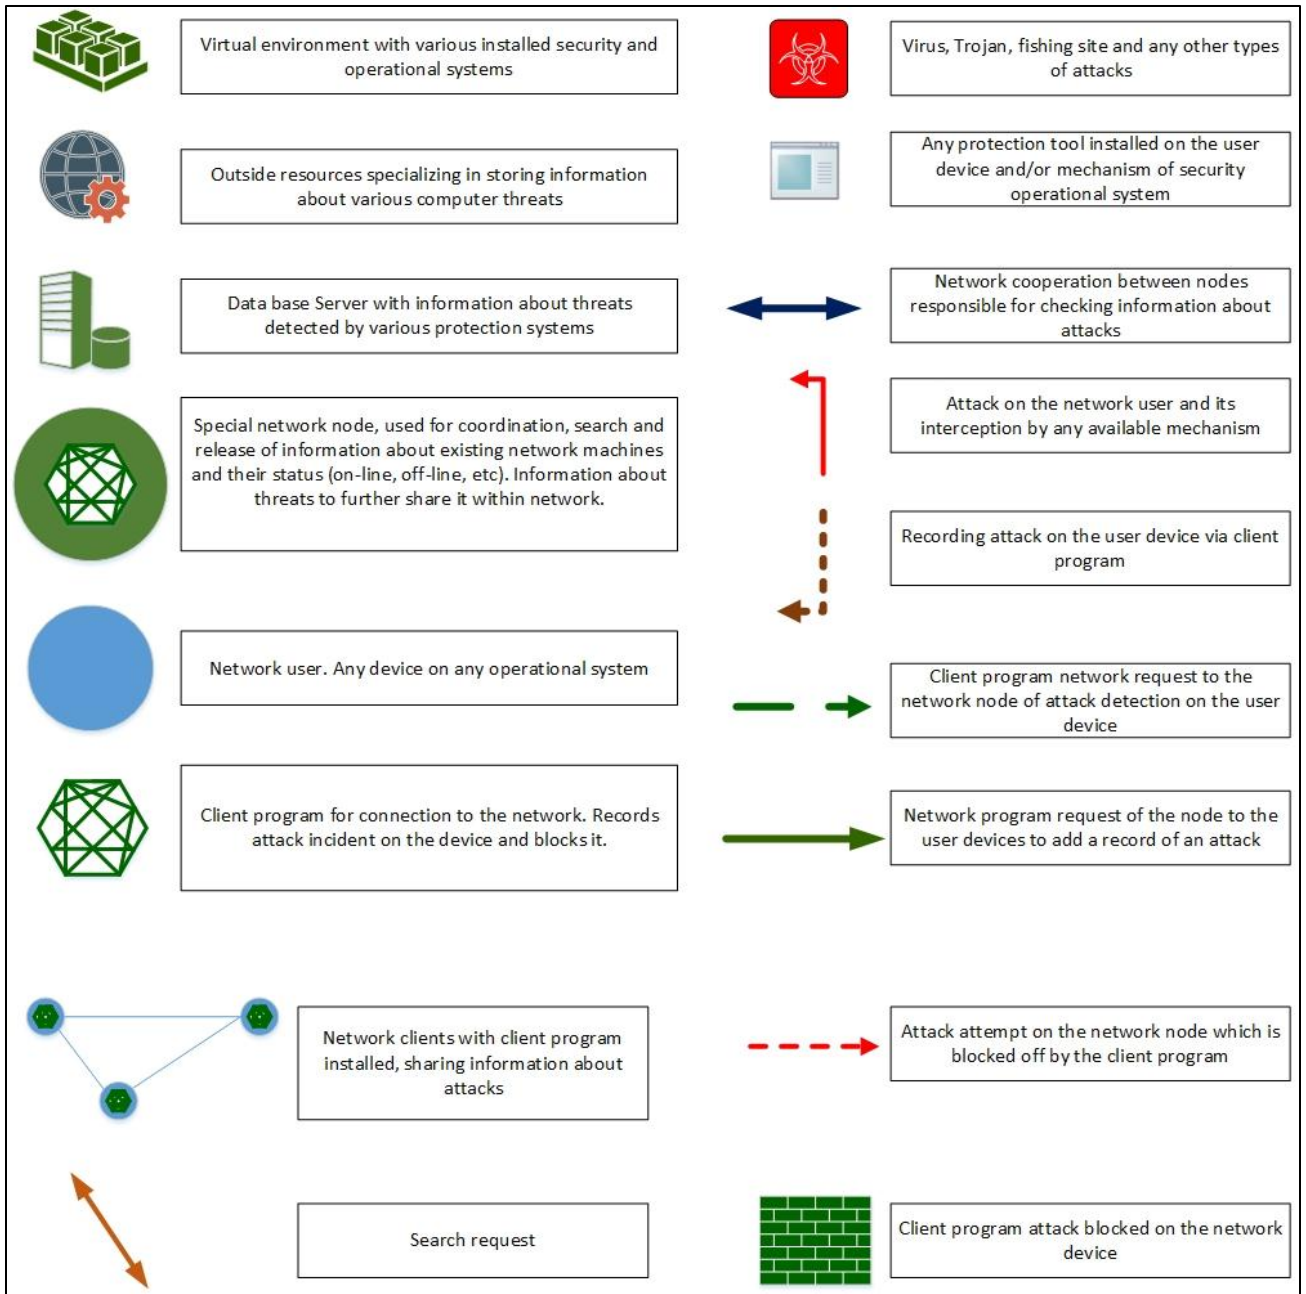 Virtual environment with various installed security and
operational systems
Virus, Trojan, fishing site and any other types
of attacks
Outside resources specializing in storing information
about various computer threats
Any protection tool installed on the user
device and/or mechanism of security
operational system
Data base Server with information about threats
detected by various protection systems
Network cooperation between nodes
responsible for checking information about
attacks
Special network node, used for coordination, search and
release of information about existing network machines
and their status (on-line, off-line, etc). Information about
threats to further share it within network.
Attack on the network user and its
interception by any available mechanism
Recording attack on the user device via client
program
Network user. Any device on any operational system
Client program network request to the
network node of attack detection on the user
device
Client program for connection to the network. Records
attack incident on the device and blocks it.
Network program request of the node to the
user devices to add a record of an attack
Network clients with client program
installed, sharing information about
attacks
Attack attempt on the network node which is
blocked off by the client program
Search request
Client program attack blocked on the network
device